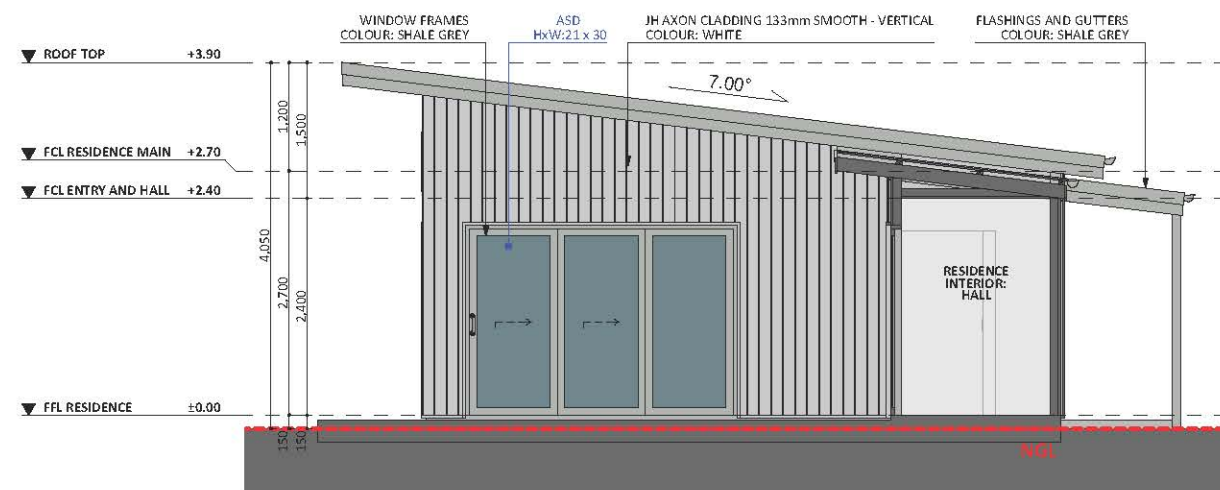 WINDOW FRAMES
COLOUR: SHALE GREY
ASD
HxW:21 x 30
JH AXON CLADDING 133mm SMOOTH - VERTICAL
COLOUR: WHITE
FLASHINGS AND GUTTERS
COLOUR: SHALE GREY
ROOF TOP +3.90
7.00°
1,200
1,500
FCL RESIDENCE MAIN +2.70
FCL ENTRY AND HALL +2.40
4,050
2,700
2,400
RESIDENCE
INTERIOR:
HALL
FFL RESIDENCE ±0.00
150
150
NGL